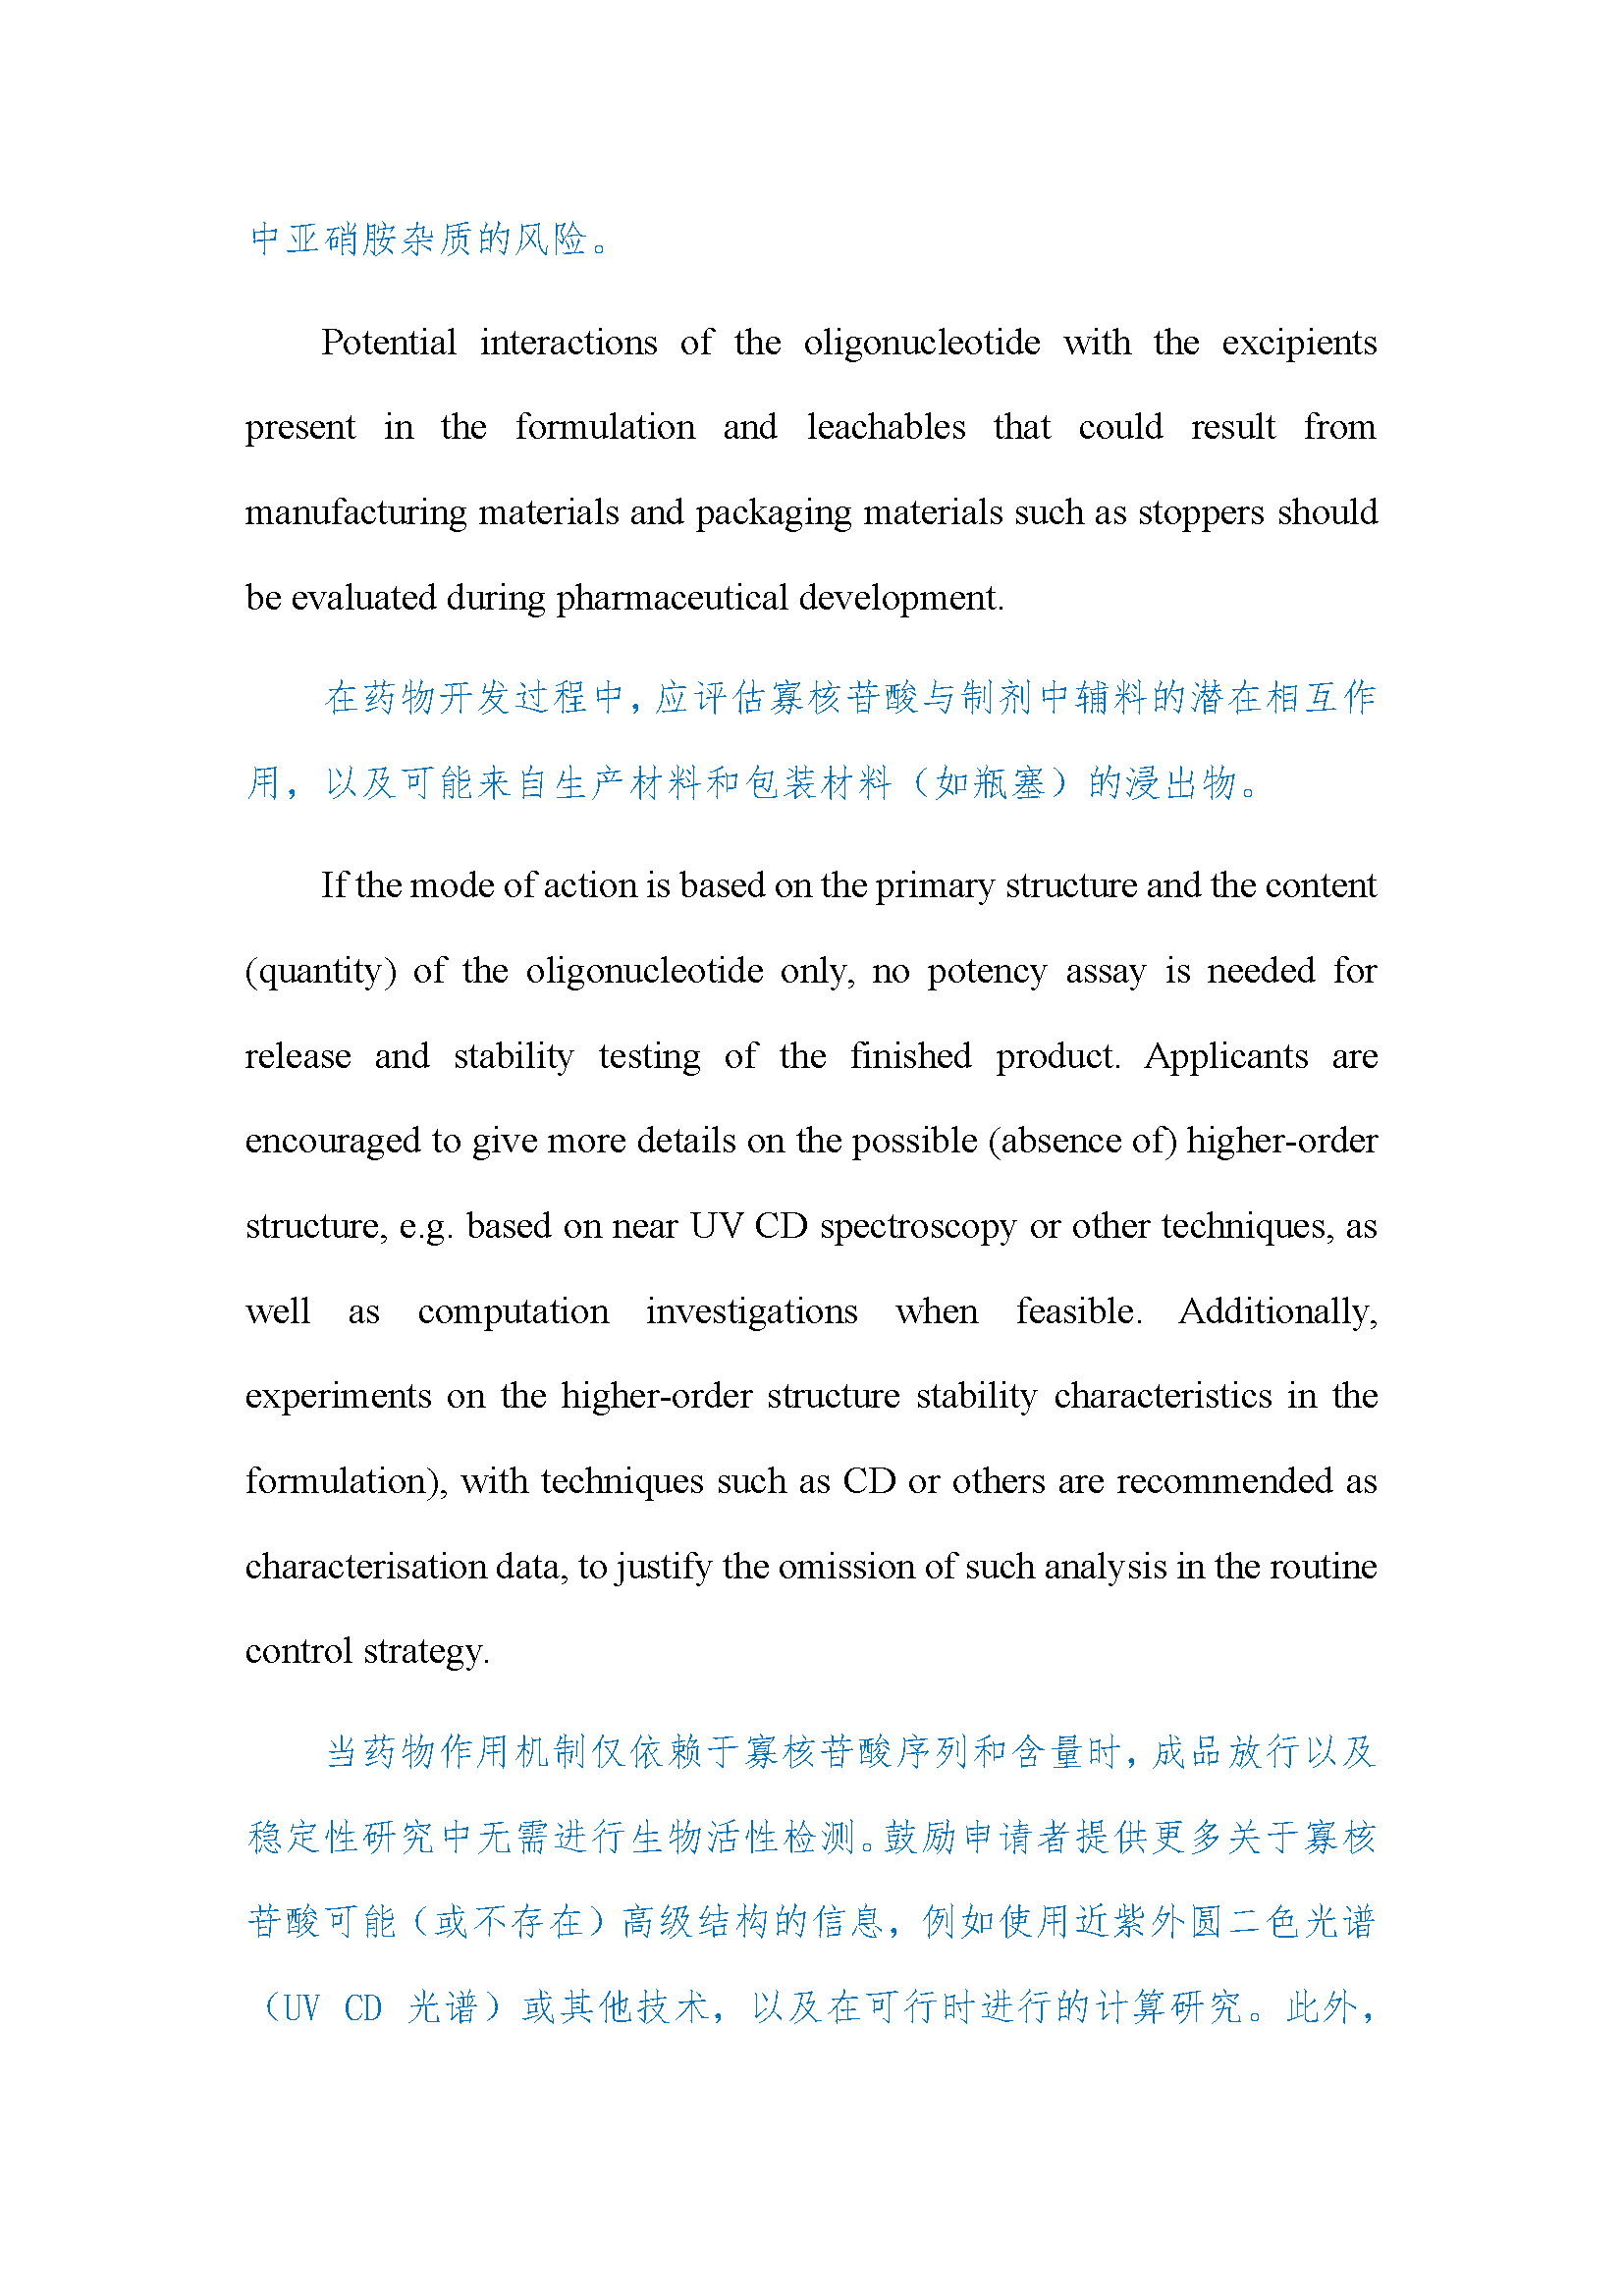 中亚硝胺杂质的风险。
Potential interactions of the oligonucleotide with the excipients
present in the formulation and leachables that could result from
manufacturing materials and packaging materials such as stoppers should
be evaluated during pharmaceutical development.
在药物开发过程中，应评估寡核苷酸与制剂中辅料的潜在相互作
用，以及可能来自生产材料和包装材料（如瓶塞）的浸出物。
If the mode of action is based on the primary structure and the content
(quantity) of the oligonucleotide only, no potency assay is needed for
release and stability testing of the finished product. Applicants are
encouraged to give more details on the possible (absence of) higher-order
structure, e.g. based on near UV CD spectroscopy or other techniques, as
well as computation investigations when feasible. Additionally,
experiments on the higher-order structure stability characteristics in the
formulation), with techniques such as CD or others are recommended as
characterisation data, to justify the omission of such analysis in the routine
control strategy.
当药物作用机制仅依赖于寡核苷酸序列和含量时，成品放行以及
稳定性研究中无需进行生物活性检测。鼓励申请者提供更多关于寡核
苷酸可能（或不存在）高级结构的信息，例如使用近紫外圆二色光谱
（UV CD 光谱）或其他技术，以及在可行时进行的计算研究。此外，